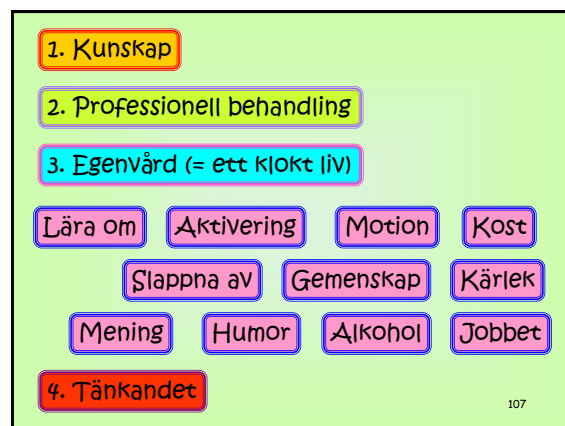 1. Kunskap
2. Professionell behandling
3. Egenvård (= ett klokt liv)
Lära om Aktivering Motion Kost
Slappna av Gemenskap Kärlek
Mening Humor Alkohol Jobbet
4. Tänkandet
107